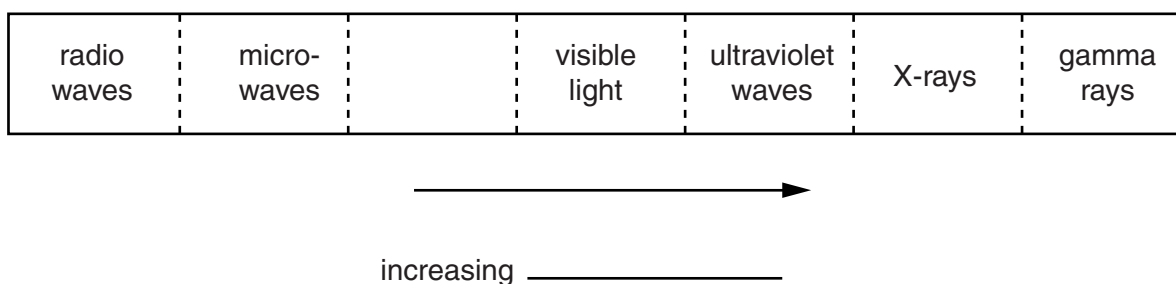 radio waves
micro-waves
visible light
ultraviolet waves
X-rays
gamma rays
increasing